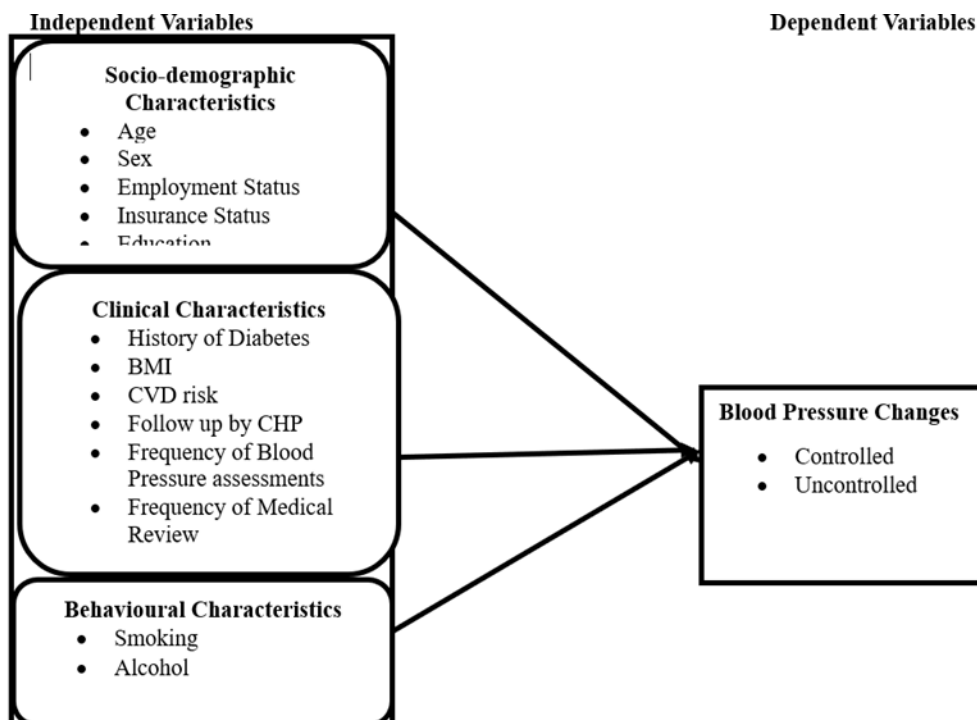 Independent Variables
Dependent Variables
Socio-demographic
Characteristics
• Age
• Sex
• Employment Status
• Insurance Status
• Education
Clinical Characteristics
• History of Diabetes
• BMI
• CVD risk
• Follow up by CHP
• Frequency of Blood
Pressure assessments
• Frequency of Medical
Review
Behavioural Characteristics
• Smoking
• Alcohol
Blood Pressure Changes
• Controlled
• Uncontrolled